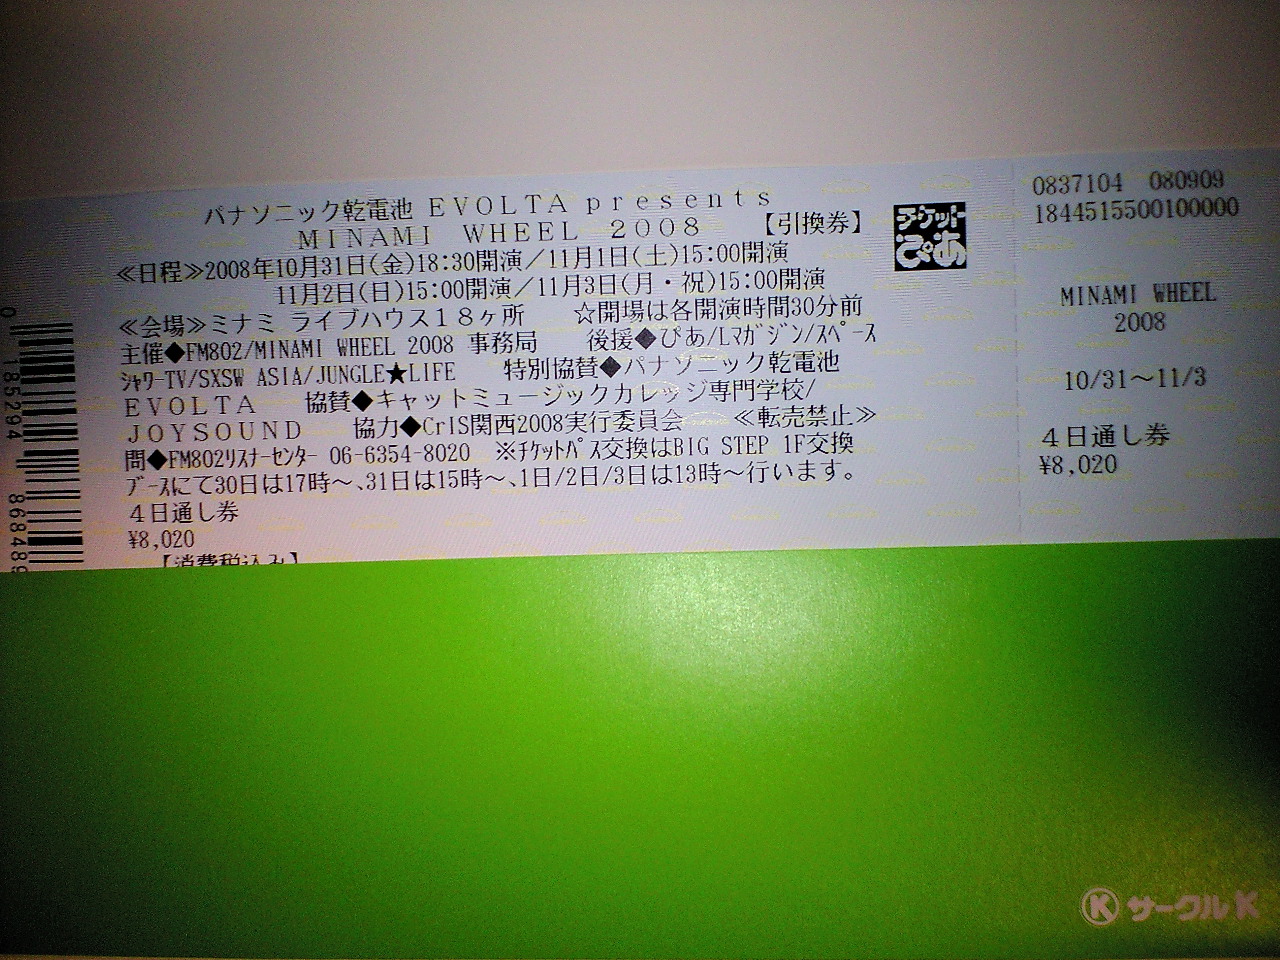 パナソニック乾電池 EVOLTA presents
MINAMI WHEEL 2008 【引換券】
≪日程≫2008年10月31日(金)18:30開演／11月1日(土)15:00開演
11月2日(日)15:00開演／11月3日(月・祝)15:00開演
≪会場≫ミナミ ライブハウス１８ヶ所 ☆開場は各開演時間30分前
主催◆FM802/MINAMI WHEEL 2008 事務局 後援◆ぴあ/Lﾏｶﾞｼﾞﾝ/ｽﾍﾟｰｽ
ｼｬﾜｰTV/SXSW ASIA/JUNGLE★LIFE 特別協賛◆パナソニック乾電池
EVOLTA 協賛◆キャットミュージックカレッジ専門学校/
JOYSOUND 協力◆CrIS関西2008実行委員会 ≪転売禁止≫
問◆FM802ﾘｽﾅｰｾﾝﾀｰ 06-6354-8020 ※ﾁｹｯﾄﾊﾟｽ交換はBIG STEP 1F交換
ﾌﾞｰｽにて30日は17時～、31日は15時～、1日/2日/3日は13時～行います。
４日通し券
¥8,020
【消費税込み】
チケット
ぴあ
0837104 080909
1844515500100000
MINAMI WHEEL
2008
10/31～11/3
４日通し券
¥8,020
0 185294 868489
K サークルK